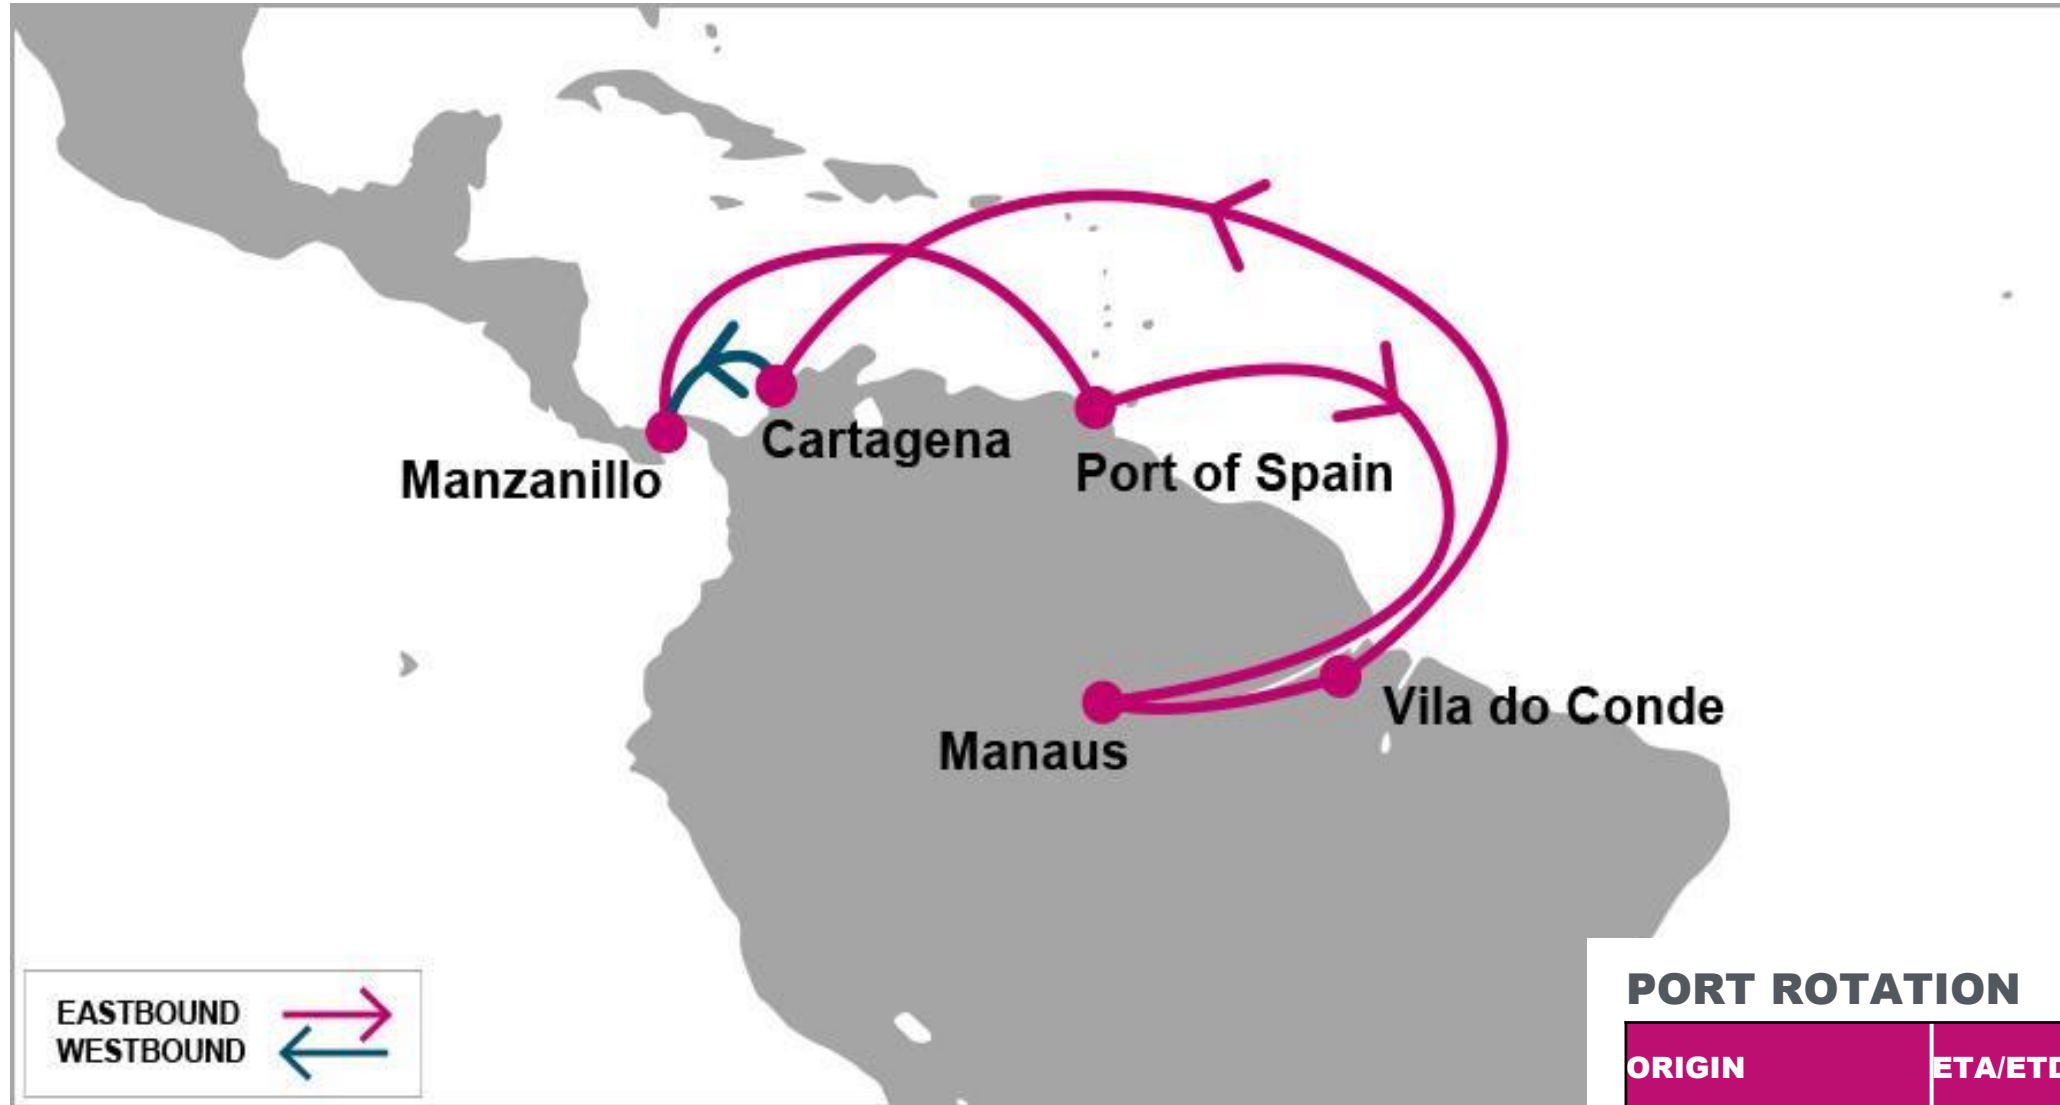 Cartagena
Manzanillo
Port of Spain
Vila do Conde
Manaus
EASTBOUND
WESTBOUND
PORT ROTATION
ORIGIN
ETA/ETD